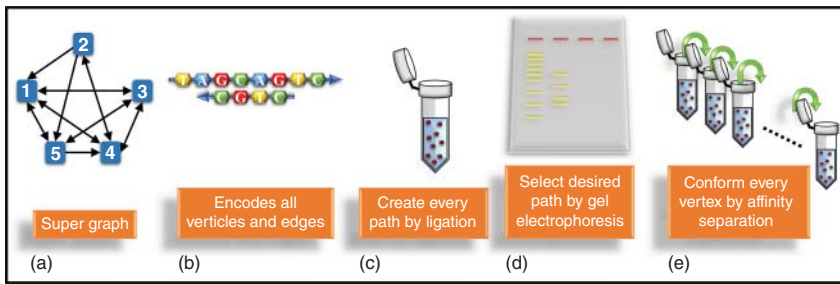 2
1
3
5
4
T A G C A G T C
C G T C
Super graph
Encodes all
verticles and edges
Create every
path by ligation
Select desired
path by gel
electrophoresis
Conform every
vertex by affinity
separation
(a)
(b)
(c)
(d)
(e)